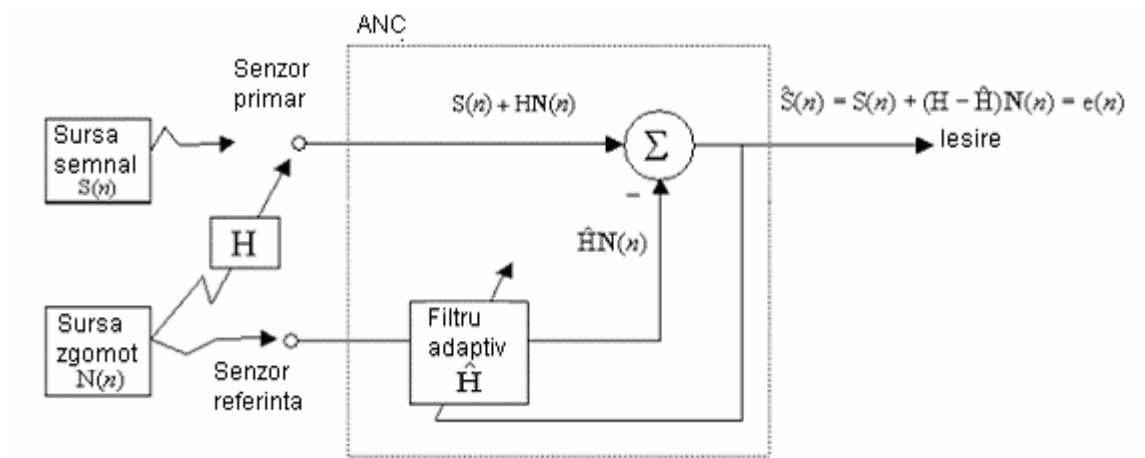 ANC
Senzor
primar
S(n) + HN(n)
Ŝ(n) = S(n) + (H – Ĥ)N(n) = e(n)
Iesire
Sursa
semnal
S(n)
Σ
–
H
ĤN(n)
Sursa
zgomot
N(n)
Senzor
referinta
Filtru
adaptiv
Ĥ